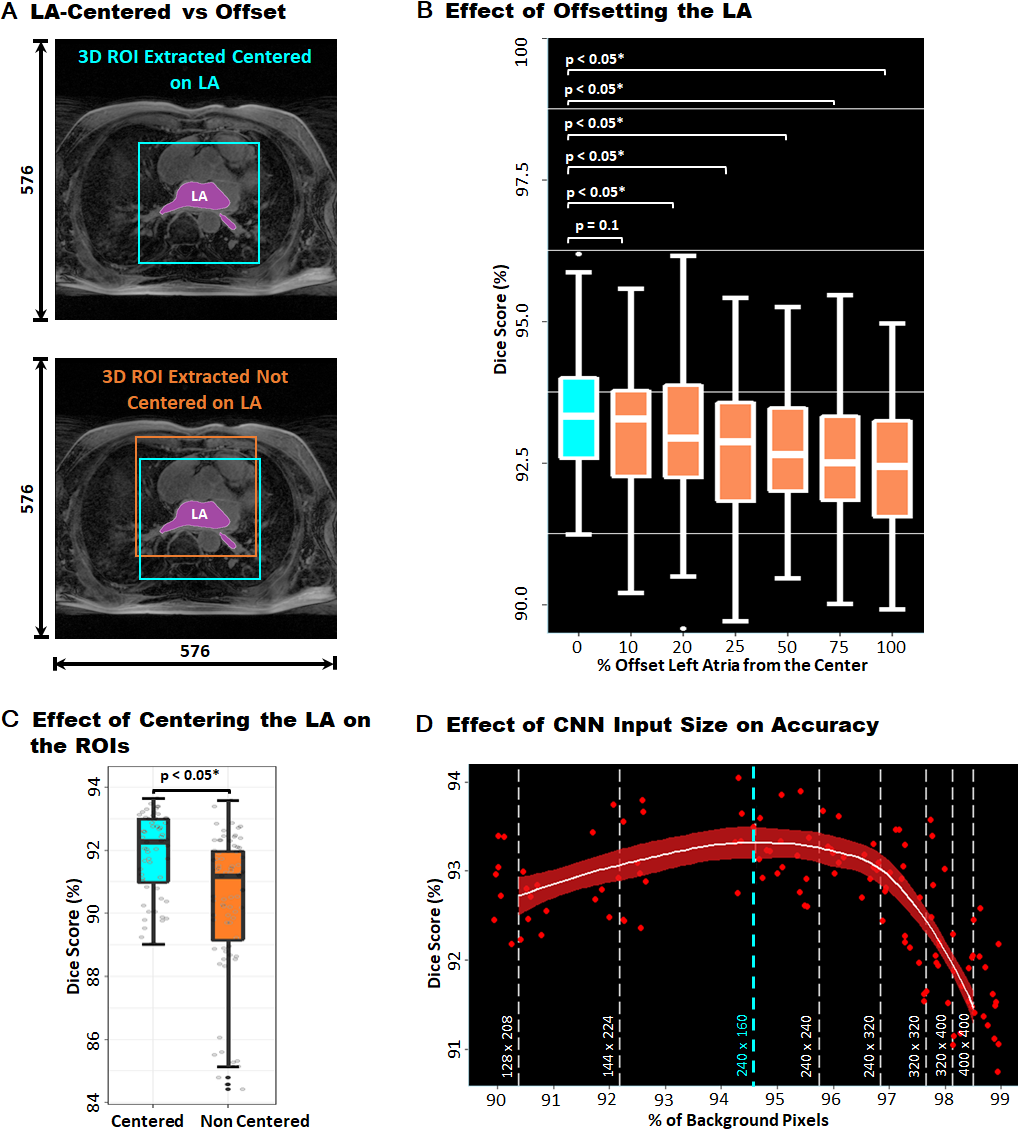 A LA-Centered vs Offset
3D ROI Extracted Centered
on LA
LA
576
3D ROI Extracted Not
Centered on LA
LA
576
576
B Effect of Offsetting the LA
p < 0.05*
p < 0.05*
p < 0.05*
p < 0.05*
p < 0.05*
p = 0.1
100
97.5
95.0
92.5
90.0
Dice Score (%)
0 10 20 25 50 75 100
% Offset Left Atria from the Center
C Effect of Centering the LA on
the ROIs
p < 0.05*
94
92
90
88
86
84
Dice Score (%)
Centered Non Centered
D Effect of CNN Input Size on Accuracy
94
93
92
91
Dice Score (%)
128 x 208
144 x 224
240 x 160
240 x 240
240 x 320
320 x 320
320 x 400
400 x 400
90 91 92 93 94 95 96 97 98 99
% of Background Pixels